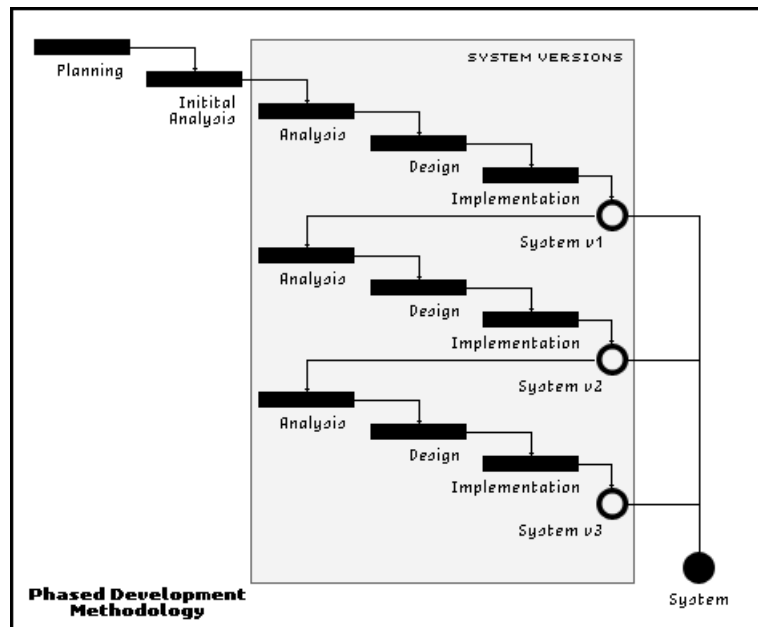 SYSTEM VERSIONS
Planning
Initital
Analysis
Analysis
Design
Implementation
System v1
Analysis
Design
Implementation
System v2
Analysis
Design
Implementation
System v3
Phased Development
Methodology
System